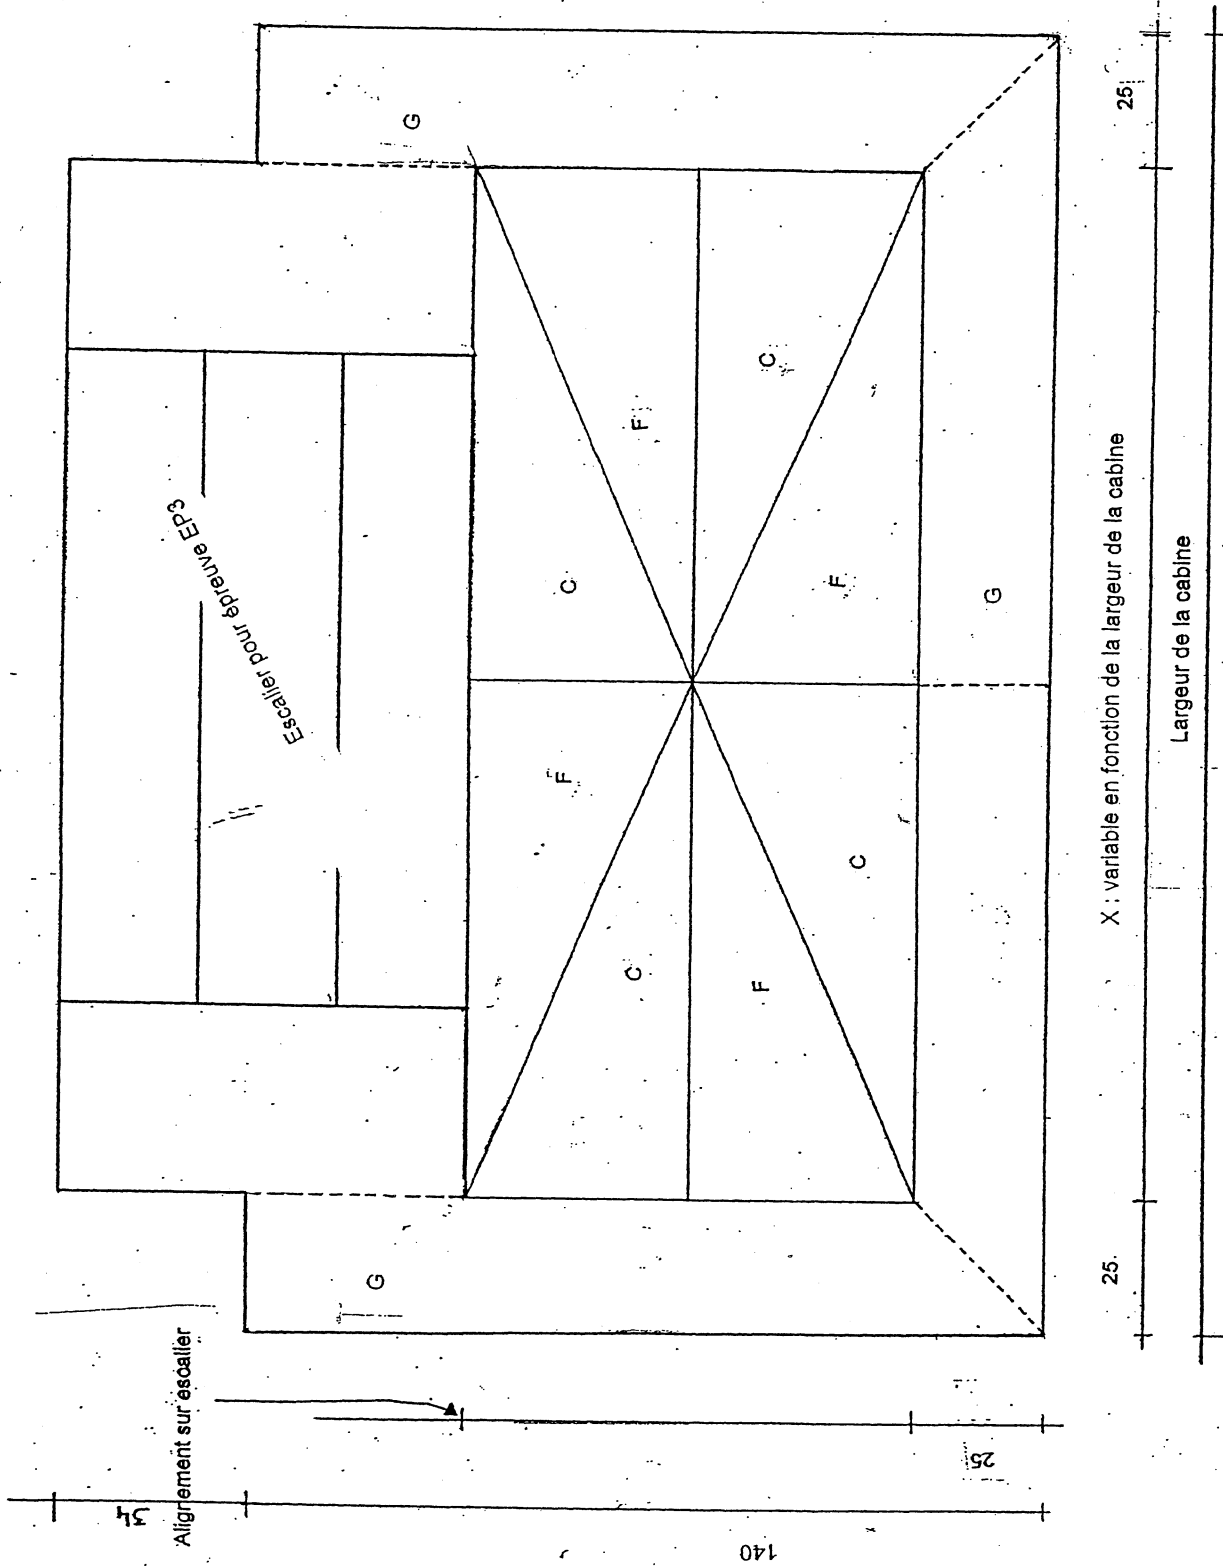 Escalier pour épreuve EP3
G
G
C
F
F
C
C
F
F
C
G
Alignement sur escalier
34
140
25
25.
25
X : variable en fonction de la largeur de la cabine
Largeur de la cabine